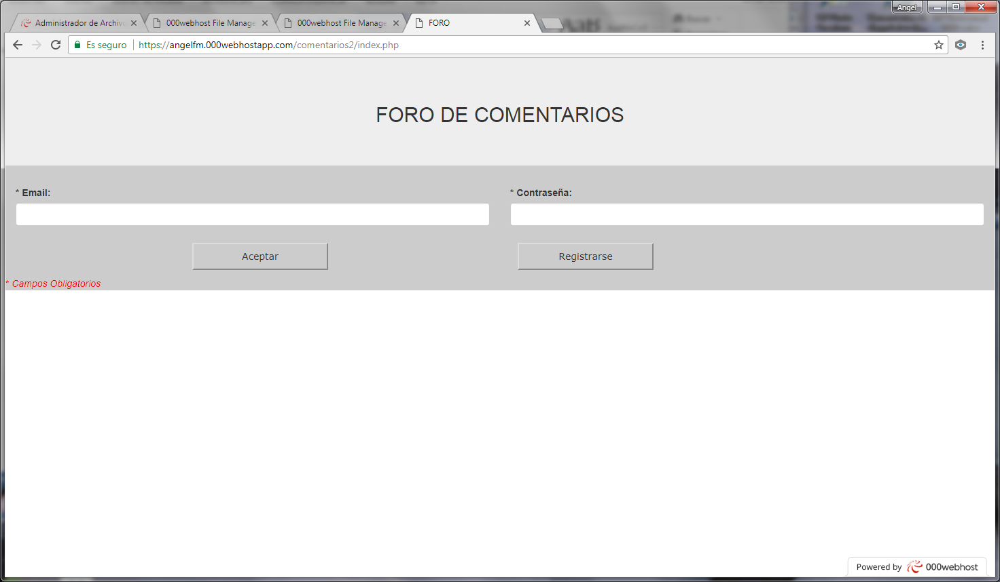 Angel
Administrador de Archiv
000webhost File Manage
000webhost File Manage
FORO
Es seguro
https://angelfm.000webhostapp.com/comentarios2/index.php
FORO DE COMENTARIOS
* Email:
* Contraseña:
Aceptar
Registrarse
* Campos Obligatorios
Powered by 000webhost